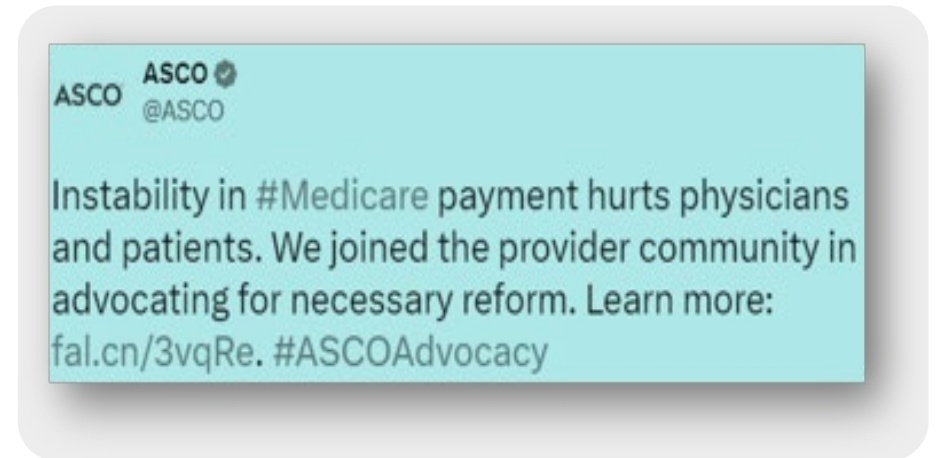 ASCO
ASCO
@ASCO
Instability in #Medicare payment hurts physicians
and patients. We joined the provider community in
advocating for necessary reform. Learn more:
fal.cn/3vqRe. #ASCOAdvocacy